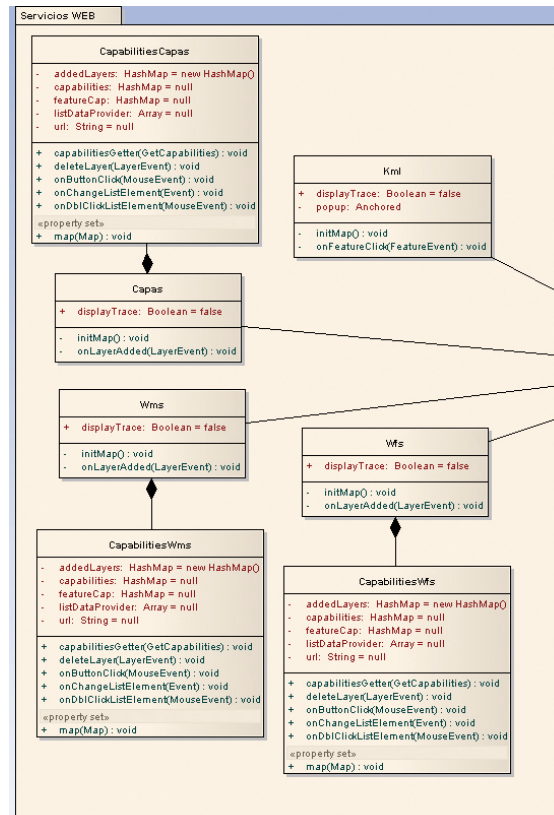 Servicios WEB
CapabilitiesCapas
- addedLayers: HashMap = new HashMap()
- capabilities: HashMap = null
- featureCap: HashMap = null
- listDataProvider: Array = null
- url: String = null
+ capabilitiesGetter(GetCapabilities) : void
+ deleteLayer(LayerEvent) : void
+ onButtonClick(MouseEvent) : void
+ onChangeListElement(Event) : void
+ onDblClickListElement(MouseEvent) : void
«property set»
+ map(Map) : void
Kml
+ displayTrace: Boolean = false
- popup: Anchored
- initMap() : void
- onFeatureClick(FeatureEvent) : void
Capas
+ displayTrace: Boolean = false
- initMap() : void
- onLayerAdded(LayerEvent) : void
Wms
+ displayTrace: Boolean = false
- initMap() : void
- onLayerAdded(LayerEvent) : void
Wfs
+ displayTrace: Boolean = false
- initMap() : void
- onLayerAdded(LayerEvent) : void
CapabilitiesWms
- addedLayers: HashMap = new HashMap()
- capabilities: HashMap = null
- featureCap: HashMap = null
- listDataProvider: Array = null
- url: String = null
+ capabilitiesGetter(GetCapabilities) : void
+ deleteLayer(LayerEvent) : void
+ onButtonClick(MouseEvent) : void
+ onChangeListElement(Event) : void
+ onDblClickListElement(MouseEvent) : void
«property set»
+ map(Map) : void
CapabilitiesWfs
- addedLayers: HashMap = new HashMap()
- capabilities: HashMap = null
- featureCap: HashMap = null
- listDataProvider: Array = null
- url: String = null
+ capabilitiesGetter(GetCapabilities) : void
+ deleteLayer(LayerEvent) : void
+ onButtonClick(MouseEvent) : void
+ onChangeListElement(Event) : void
+ onDblClickListElement(MouseEvent) : void
«property set»
+ map(Map) : void